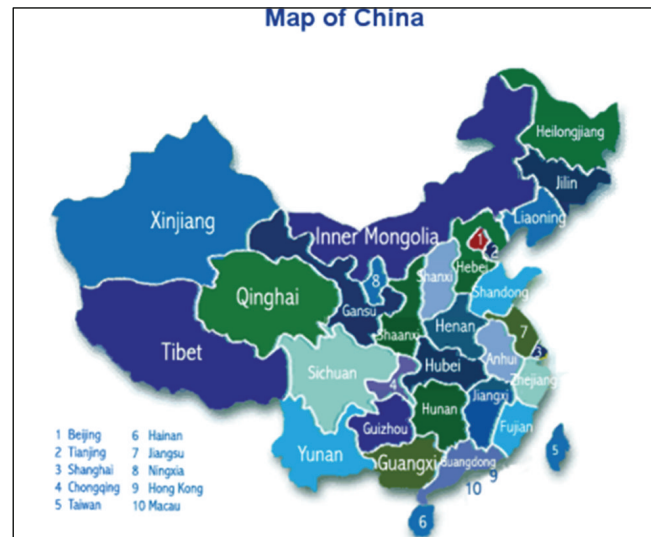 Map of China
Heilongjiang
Jilin
Liaoning
Xinjiang
Inner Mongolia
1
2
Hebei
Shanxi
8
Shandong
Qinghai
Gansu
Shaanxi
Henan
7
Tibet
Anhui
3
Sichuan
Hubei
4
Zhejiang
Hunan
Jiangxi
Guizhou
Fujian
Yunan
Guangxi
Guangdong
5
9
10
6
1 Beijing
2 Tianjing
3 Shanghai
4 Chongqing
5 Taiwan
6 Hainan
7 Jiangsu
8 Ningxia
9 Hong Kong
10 Macau